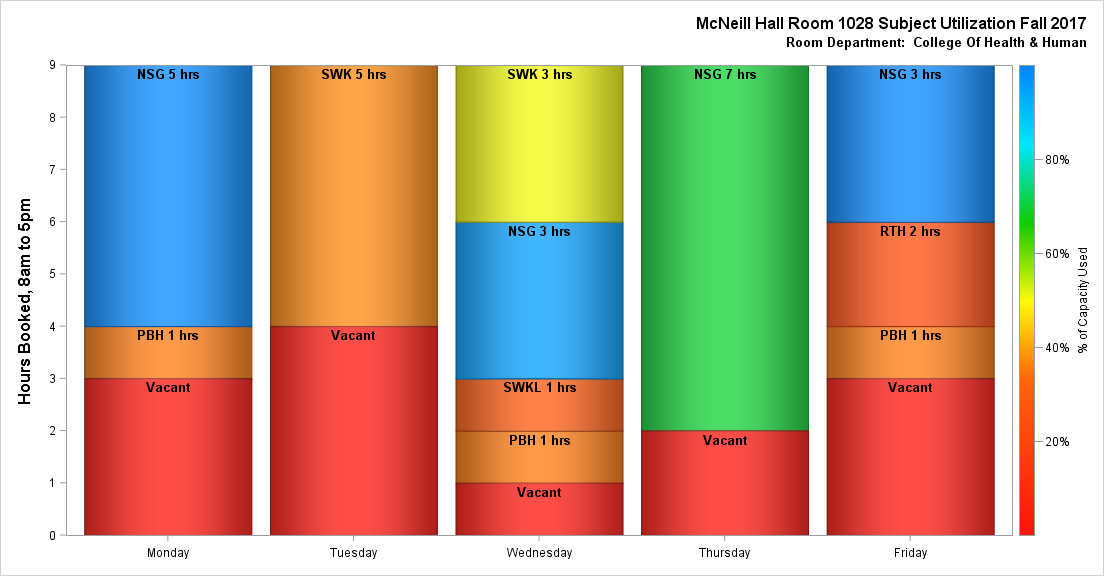 McNeill Hall Room 1028 Subject Utilization Fall 2017
Room Department: College Of Health & Human
Hours Booked, 8am to 5pm
9
8
7
6
5
4
3
2
1
0
NSG 5 hrs
PBH 1 hrs
Vacant
SWK 5 hrs
Vacant
SWK 3 hrs
NSG 3 hrs
SWKL 1 hrs
PBH 1 hrs
Vacant
NSG 7 hrs
Vacant
NSG 3 hrs
RTH 2 hrs
PBH 1 hrs
Vacant
Monday
Tuesday
Wednesday
Thursday
Friday
80%
60%
40%
20%
% of Capacity Used